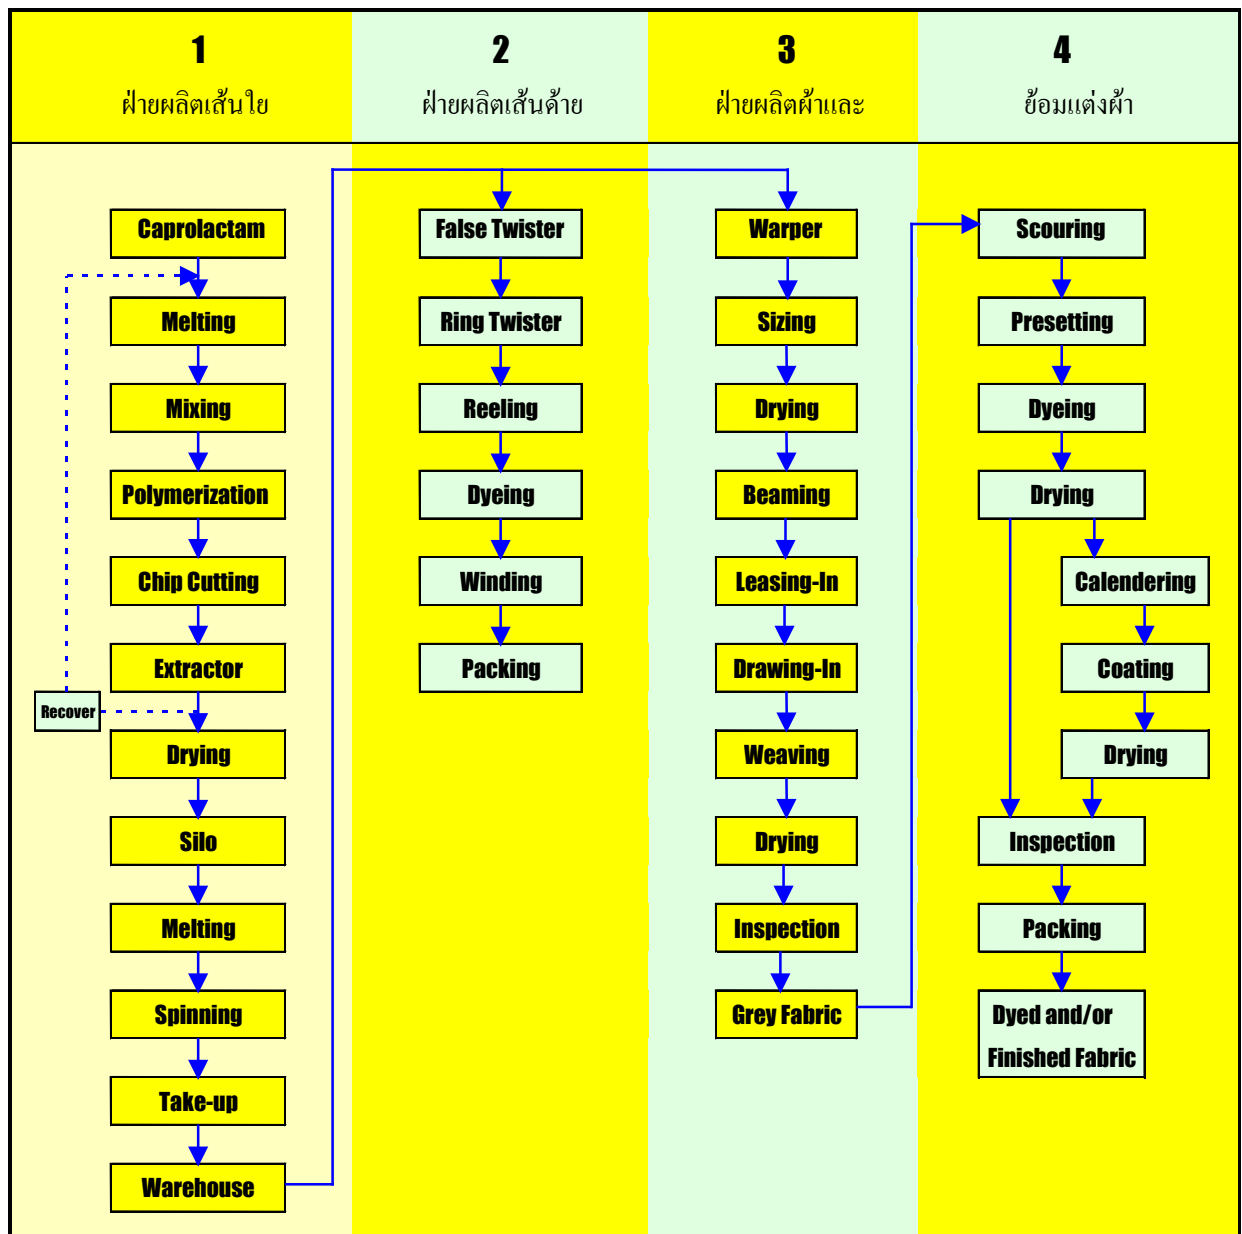 1
ฝ่ายผลิตเส้นใย
2
ฝ่ายผลิตเส้นด้าย
3
ฝ่ายผลิตผ้าและ
4
ย้อมแต่งผ้า
Caprolactam
Melting
Mixing
Polymerization
Chip Cutting
Extractor
Recover
Drying
Silo
Melting
Spinning
Take-up
Warehouse
False Twister
Ring Twister
Reeling
Dyeing
Winding
Packing
Warper
Sizing
Drying
Beaming
Leasing-In
Drawing-In
Weaving
Drying
Inspection
Grey Fabric
Scouring
Presetting
Dyeing
Drying
Calendering
Coating
Drying
Inspection
Packing
Dyed and/or
Finished Fabric